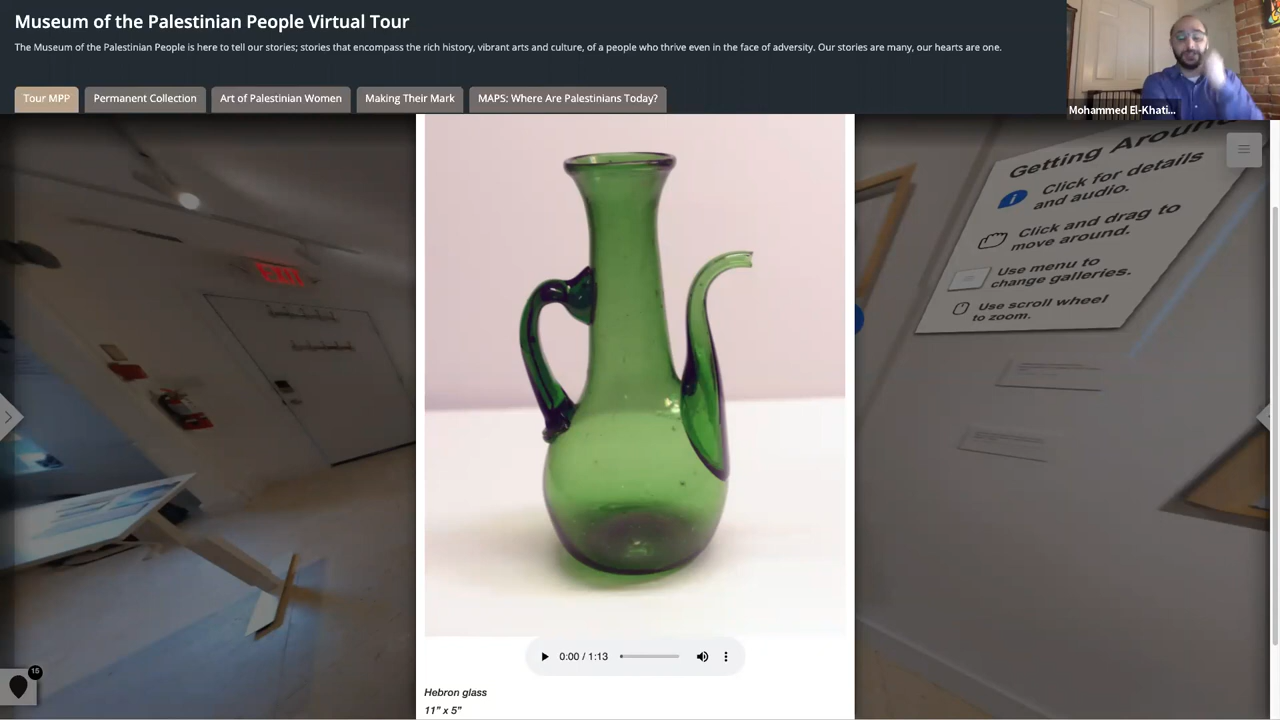 Museum of the Palestinian People Virtual Tour
The Museum of the Palestinian People is here to tell our stories; stories that encompass the rich history, vibrant arts and culture, of a people who thrive even in the face of adversity. Our stories are many, our hearts are one.
Tour MPP
Permanent Collection
Art of Palestinian Women
Making Their Mark
MAPS: Where Are Palestinians Today?
Mohammed El-Khati...
EXIT
Getting Around
i
Click for details
and audio.
Click and drag to
move around.
Use menu to
change galleries.
Use scroll wheel
to zoom.
0:00 / 1:13
15
Hebron glass
11" x 5"